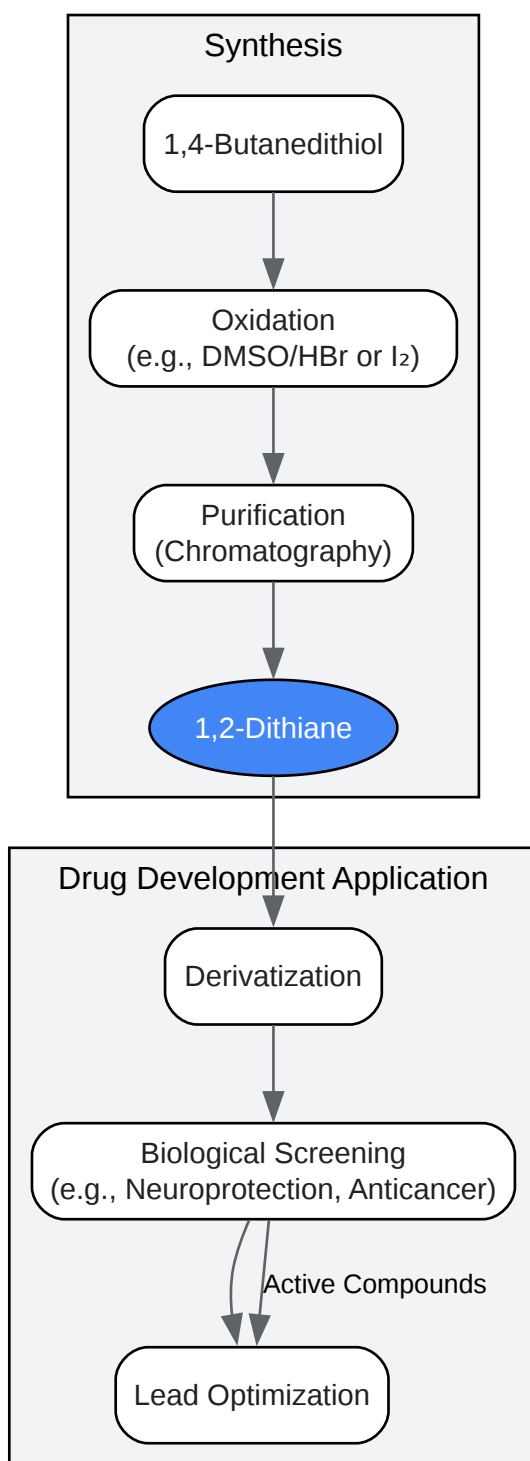 Synthesis
1,4-Butanedithiol
Oxidation
(e.g., DMSO/HBr or I₂)
Purification
(Chromatography)
1,2-Dithiane
Drug Development Application
Derivatization
Biological Screening
(e.g., Neuroprotection, Anticancer)
Active Compounds
Lead Optimization